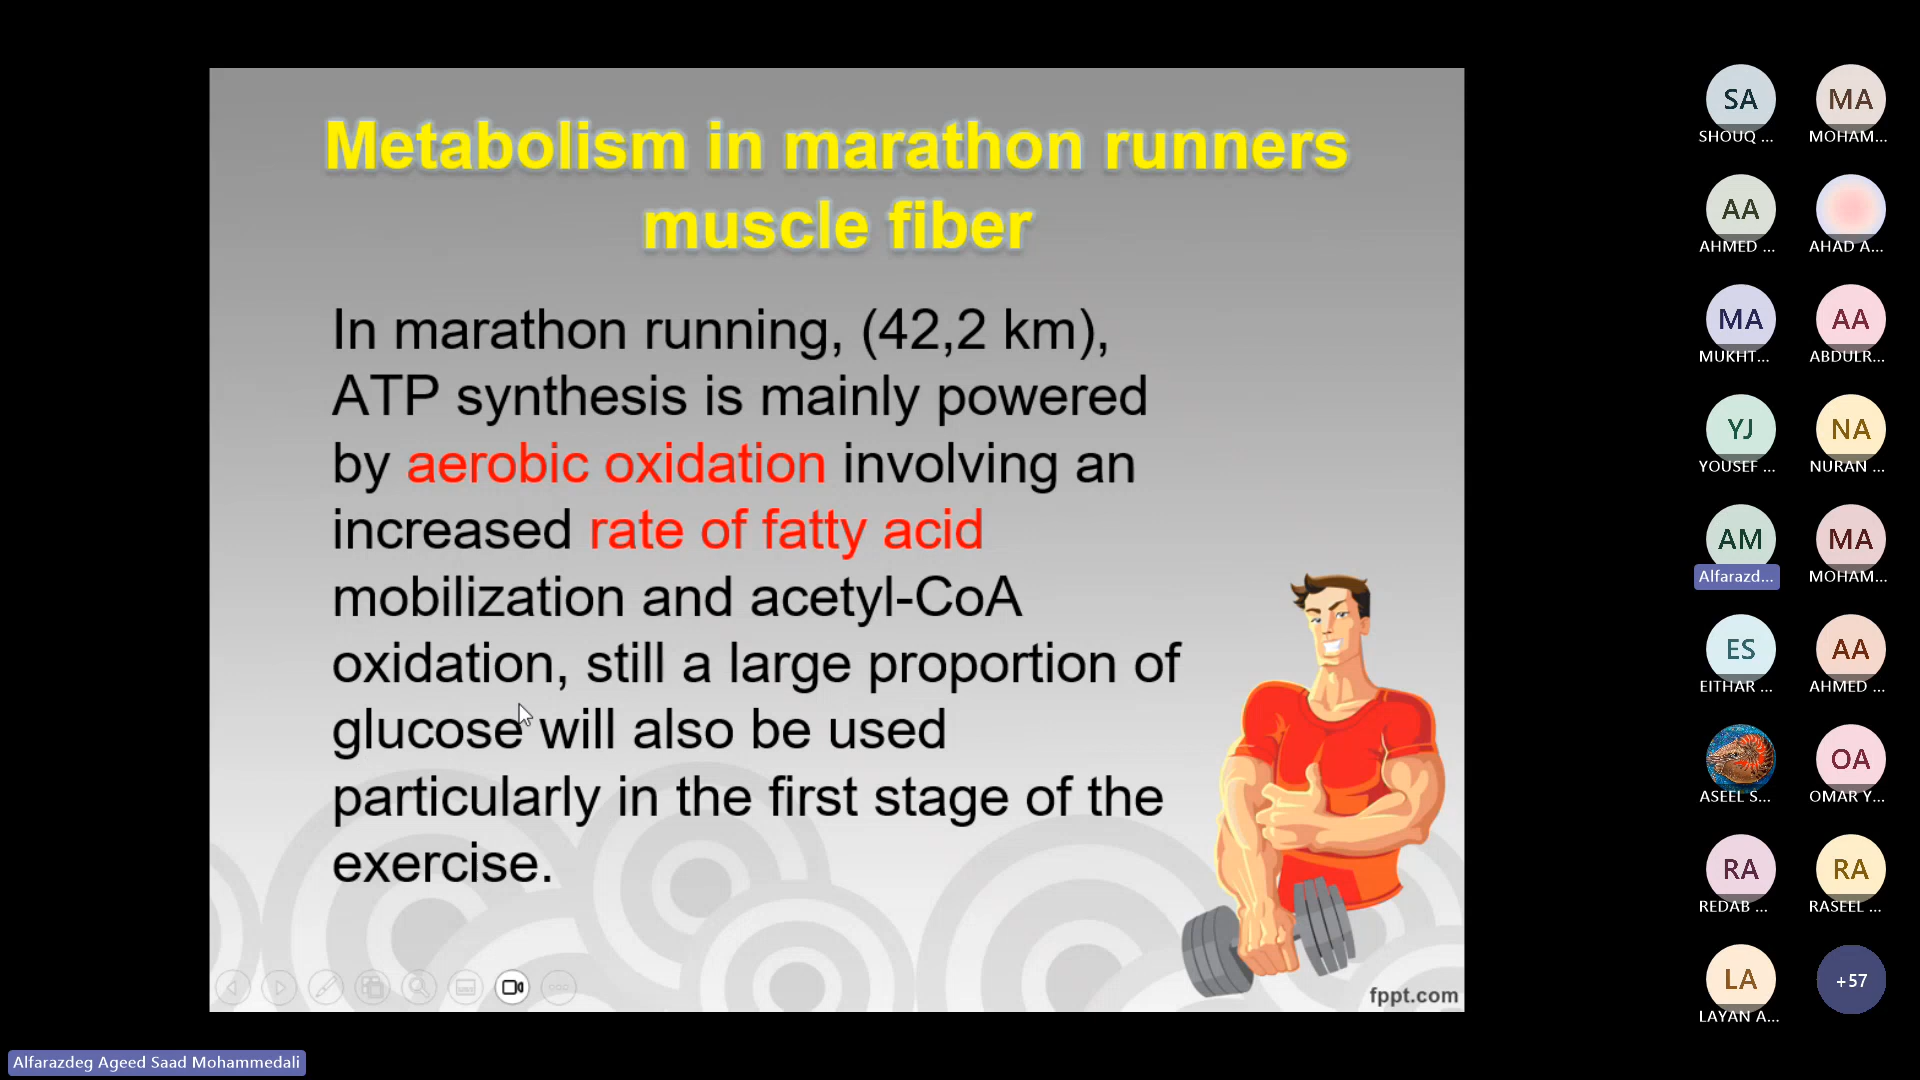 Metabolism in marathon runners
muscle fiber
In marathon running, (42,2 km),
ATP synthesis is mainly powered
by aerobic oxidation involving an
increased rate of fatty acid
mobilization and acetyl-CoA
oxidation, still a large proportion of
glucose will also be used
particularly in the first stage of the
exercise.
fppt.com
SA
SHOUQ ...
MA
MOHAM...
AA
AHMED ...
AHAD A...
MA
MUKHT...
AA
ABDULR...
YJ
YOUSEF ...
NA
NURAN ...
AM
Alfarazd...
MA
MOHAM...
ES
EITHAR ...
AA
AHMED ...
ASEEL S...
OA
OMAR Y...
RA
REDAB ...
RA
RASEEL ...
LA
LAYAN A...
+57
Alfarazdeg Ageed Saad Mohammedali